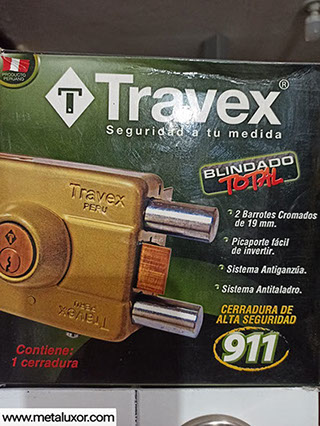 PRODUCTO
PERUANO
T Travex®
Seguridad a tu medida
BLINDADO
TOTAL
• 2 Barrotes Cromados
de 19 mm.
• Picaporte fácil
de invertir.
• Sistema Antiganzúa.
• Sistema Antitaladro.
CERRADURA DE
ALTA SEGURIDAD
911
Travex
PERU
T
PERU
Travex
Contiene:
1 cerradura
www.metaluxor.com